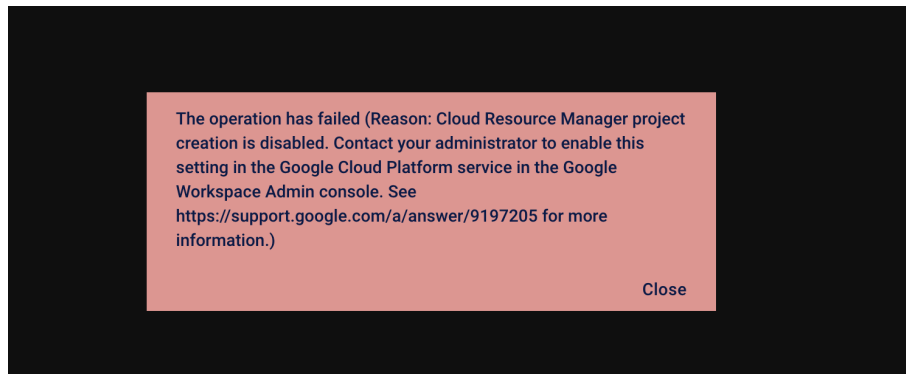 The operation has failed (Reason: Cloud Resource Manager project
creation is disabled. Contact your administrator to enable this
setting in the Google Cloud Platform service in the Google
Workspace Admin console. See
https://support.google.com/a/answer/9197205 for more
information.)
Close